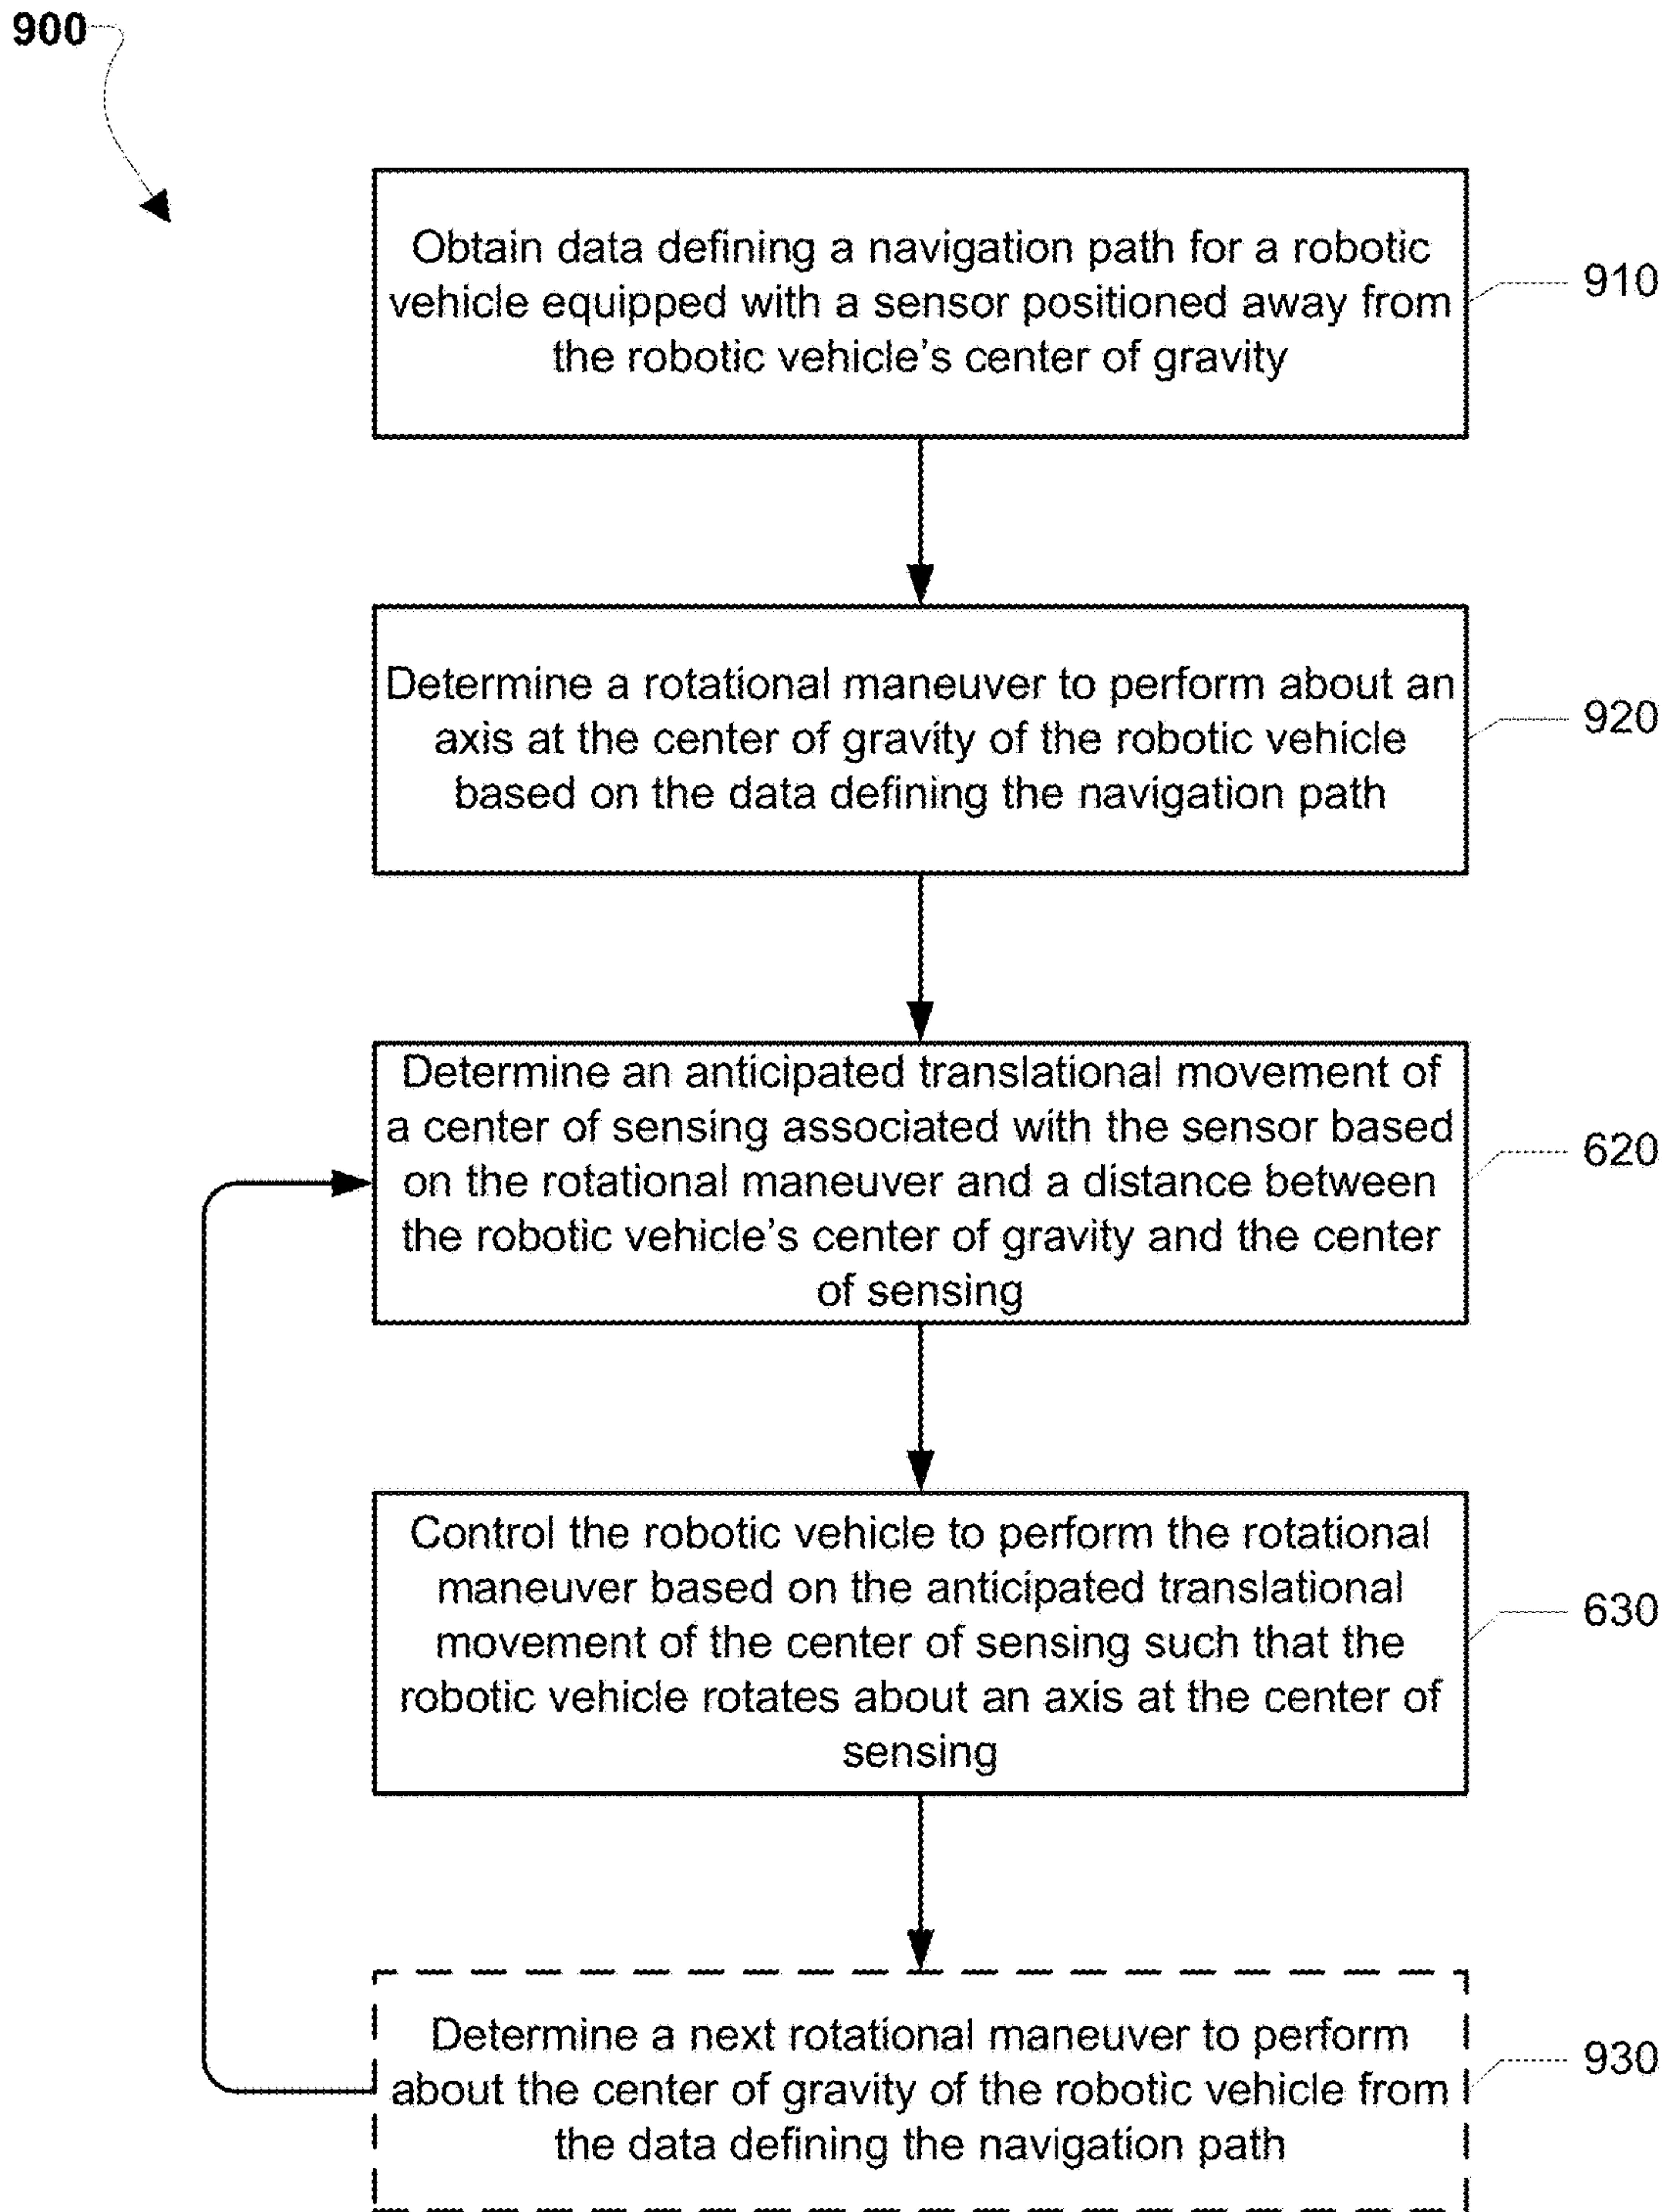 900
Obtain data defining a navigation path for a robotic
vehicle equipped with a sensor positioned away from
the robotic vehicle's center of gravity
910
Determine a rotational maneuver to perform about an
axis at the center of gravity of the robotic vehicle
based on the data defining the navigation path
920
Determine an anticipated translational movement of
a center of sensing associated with the sensor based
on the rotational maneuver and a distance between
the robotic vehicle's center of gravity and the center
of sensing
620
Control the robotic vehicle to perform the rotational
maneuver based on the anticipated translational
movement of the center of sensing such that the
robotic vehicle rotates about an axis at the center of
sensing
630
Determine a next rotational maneuver to perform
about the center of gravity of the robotic vehicle from
the data defining the navigation path
930